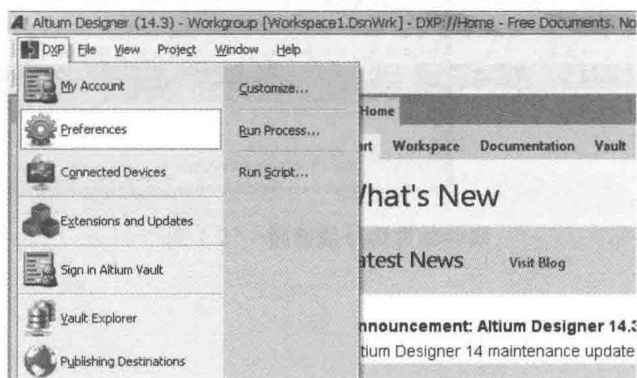 Altium Designer (14.3) - Workgroup [Workspace1.DsnWrk] - DXP://Home - Free Documents. No
DXP File View Project Window Help
My Account
Preferences
Connected Devices
Extensions and Updates
Sign in Altium Vault
Vault Explorer
Publishing Destinations
Customize...
Run Process...
Run Script...
Home
rt Workspace Documentation Vault
hat's New
atest News Visit Blog
nnouncement: Altium Designer 14.3
tium Designer 14 maintenance update